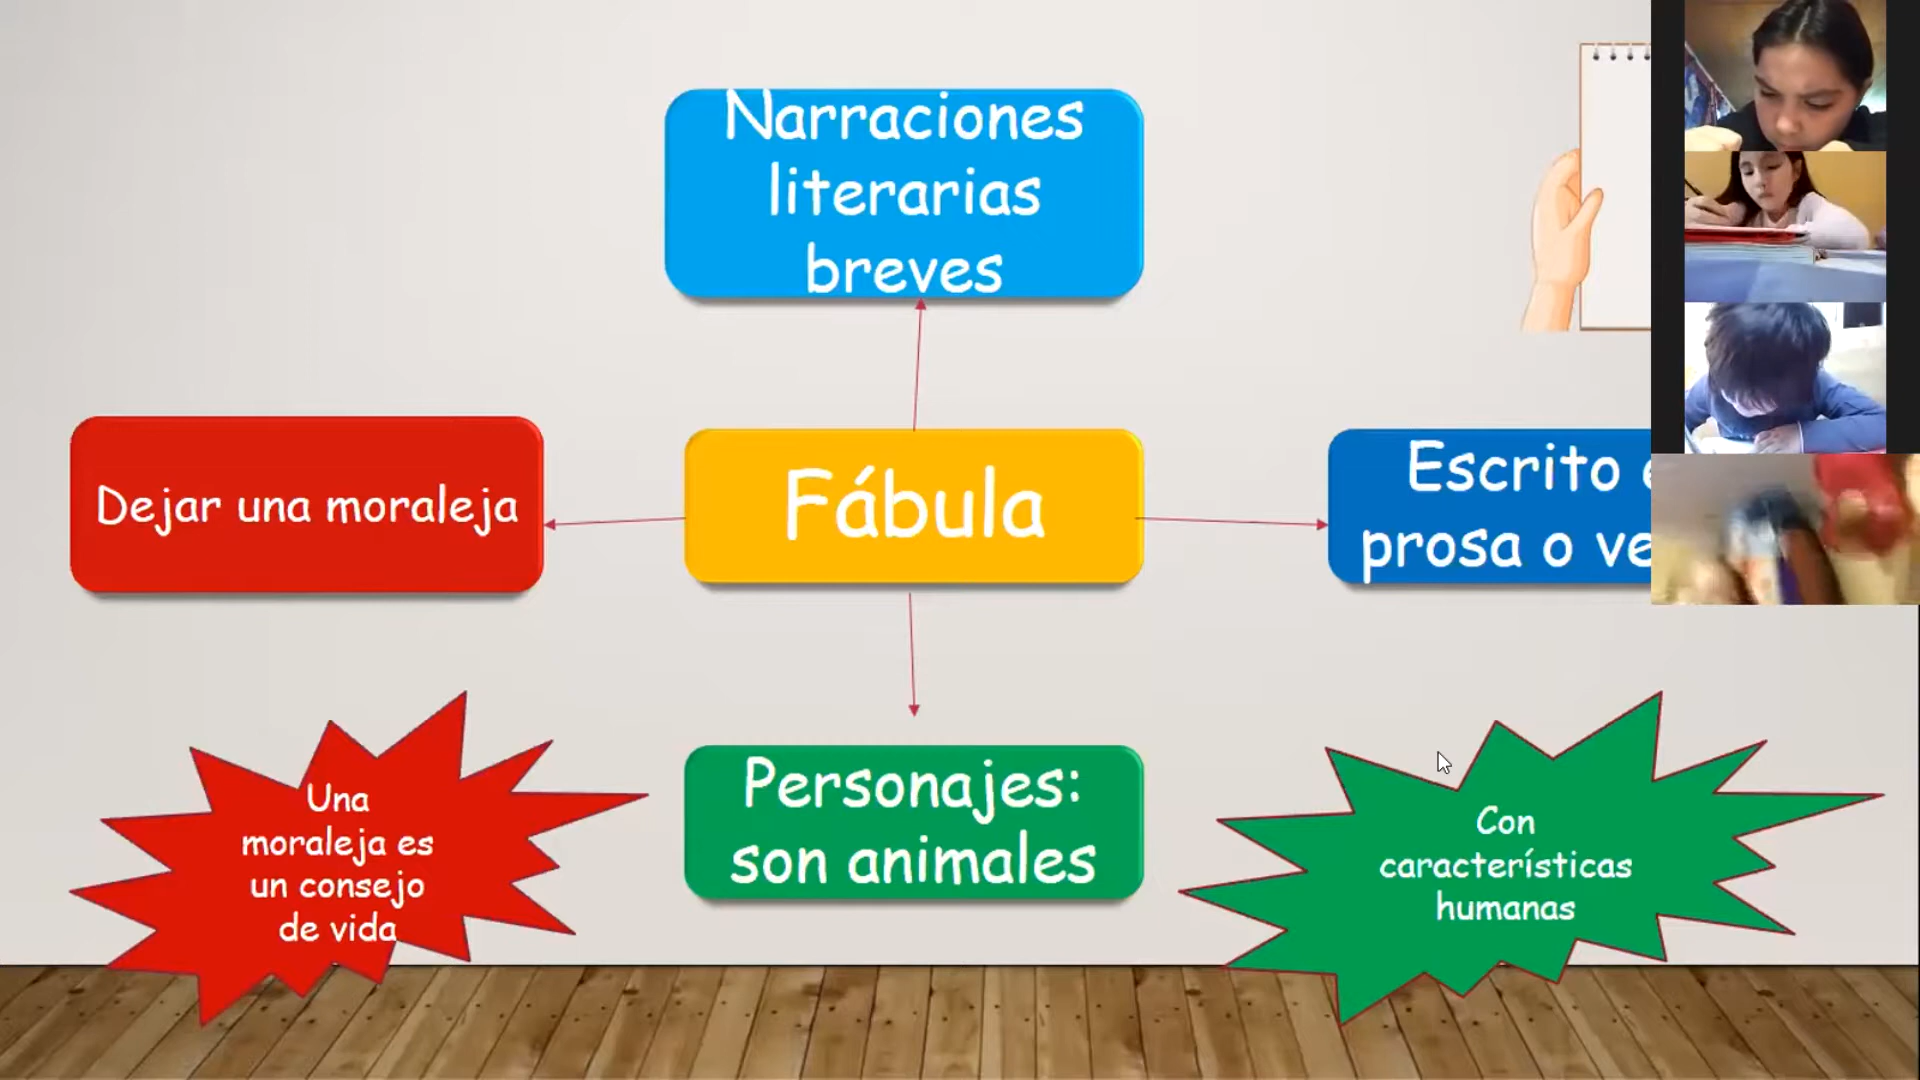 Narraciones
literarias
breves
Dejar una moraleja
Fábula
Escrito
prosa o
Una
moraleja es
un consejo
de vida
Personajes:
son animales
Con
características
humanas